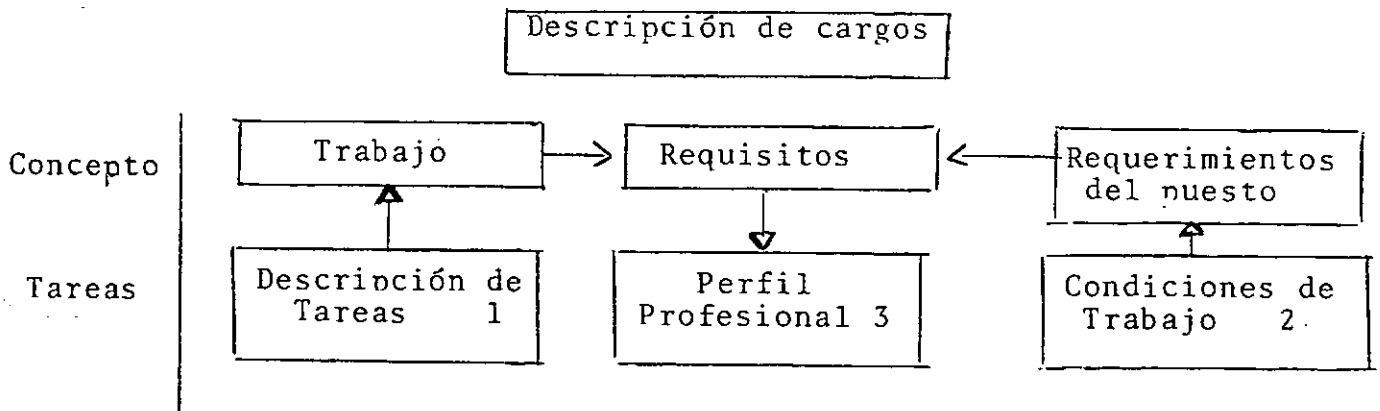 Descripción de cargos
Concepto
Trabajo
Requisitos
Requerimientos
del puesto
Tareas
Descripción de
Tareas 1
Perfil
Profesional 3
Condiciones de
Trabajo 2.